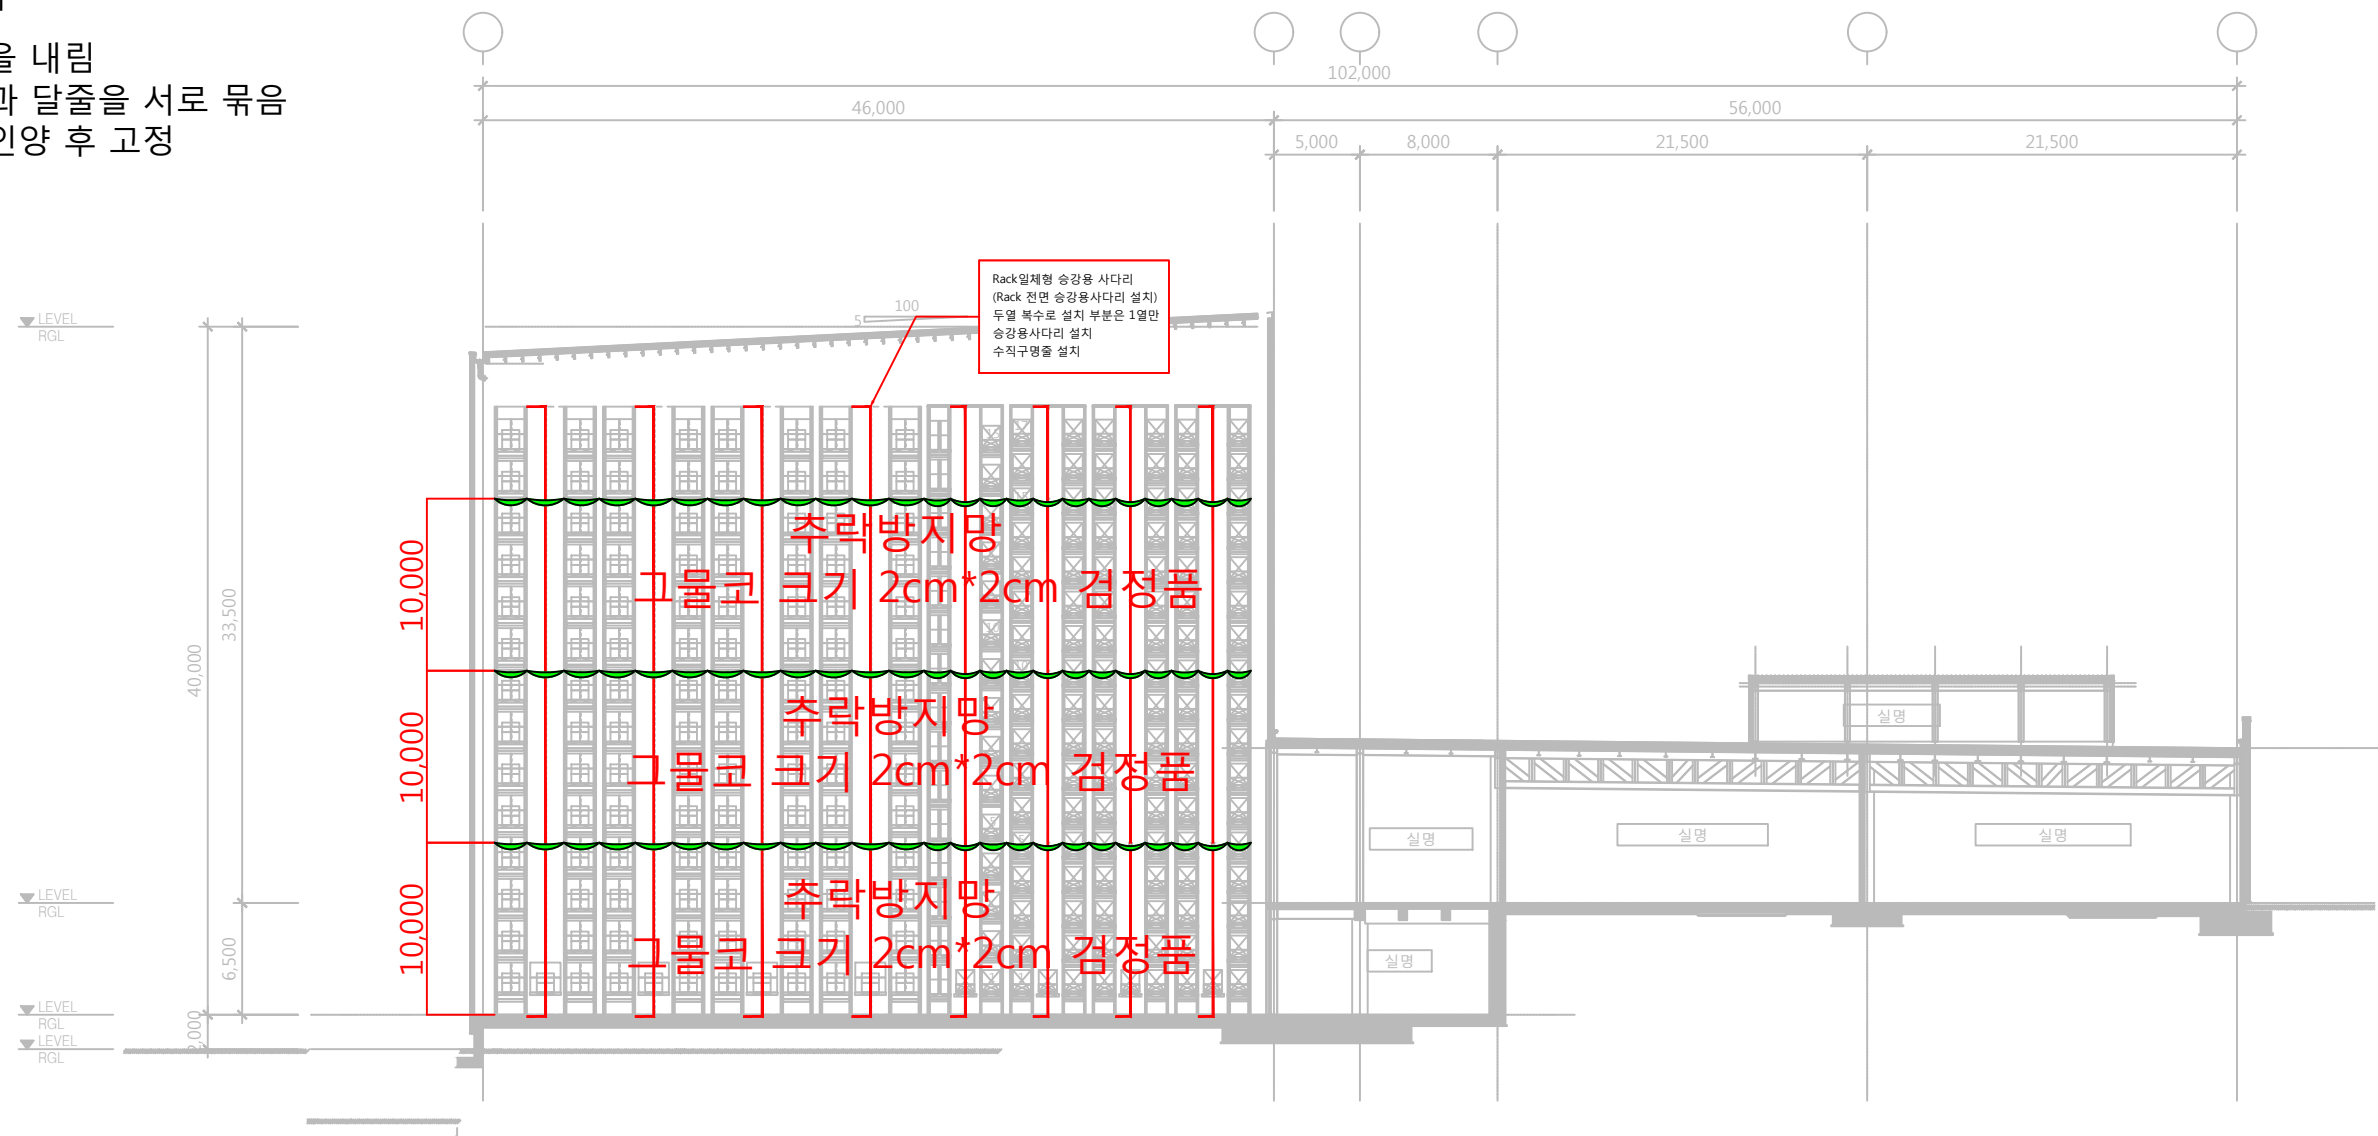 을 내림
과 달줄을 서로 묶음
인양 후 고정
102,000
46,000
56,000
5,000
8,000
21,500
21,500
Rack일체형 승강용 사다리
(Rack 전면 승강용사다리 설치)
두열 복수로 설치 부분은 1열만
승강용사다리 설치
수직구명줄 설치
100
5
LEVEL
RGL
33,500
40,000
10,000
추락방지망
그물코 크기 2cm*2cm 검정품
10,000
추락방지망
그물코 크기 2cm*2cm 검정품
10,000
추락방지망
그물코 크기 2cm*2cm 검정품
실명
실명
실명
실명
실명
LEVEL
RGL
6,500
LEVEL
RGL
2,000
LEVEL
RGL